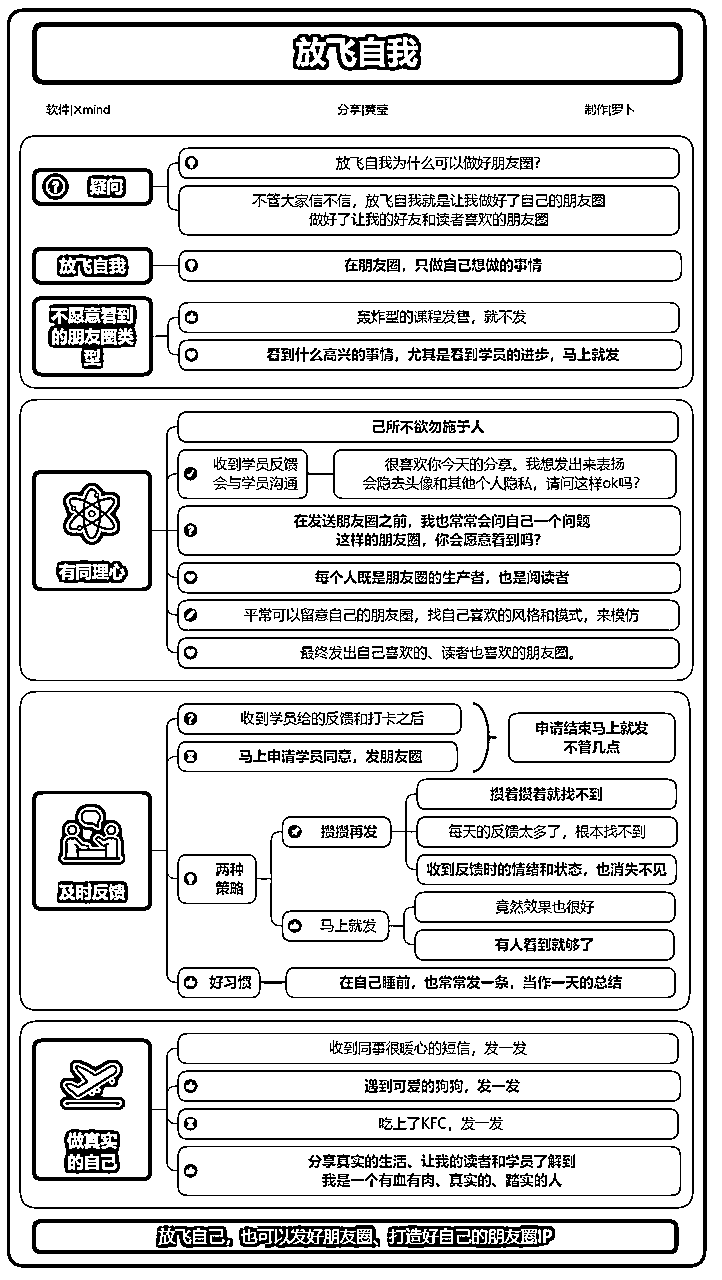 放飞自我
软件|Xmind
分享|黄莹
制作|罗卜
疑问
放飞自我为什么可以做好朋友圈?
不管大家信不信，放飞自我就是让我做好了自己的朋友圈
做好了让我的好友和读者喜欢的朋友圈
放飞自我
在朋友圈，只做自己想做的事情
不愿意看到
的朋友圈类
型
轰炸型的课程发售，就不发
看到什么高兴的事情，尤其是看到学员的进步，马上就发
有同理心
己所不欲勿施于人
收到学员反馈
会与学员沟通
很喜欢你今天的分享。我想发出来表扬
会隐去头像和其他个人隐私，请问这样ok吗?
在发送朋友圈之前，我也常常会问自己一个问题
这样的朋友圈，你会愿意看到吗?
每个人既是朋友圈的生产者，也是阅读者
平常可以留意自己的朋友圈，找自己喜欢的风格和模式，来模仿
最终发出自己喜欢的、读者也喜欢的朋友圈。
及时反馈
收到学员给的反馈和打卡之后
马上申请学员同意，发朋友圈
申请结束马上就发
不管几点
两种
策略
攒攒再发
攒着攒着就找不到
每天的反馈太多了，根本找不到
收到反馈时的情绪和状态，也消失不见
马上就发
竟然效果也很好
有人看到就够了
好习惯
在自己睡前，也常常发一条，当作一天的总结
做真实
的自己
收到同事很暖心的短信，发一发
遇到可爱的狗狗，发一发
吃上了KFC，发一发
分享真实的生活、让我的读者和学员了解到
我是一个有血有肉、真实的、踏实的人
放飞自己，也可以发好朋友圈、打造好自己的朋友圈IP